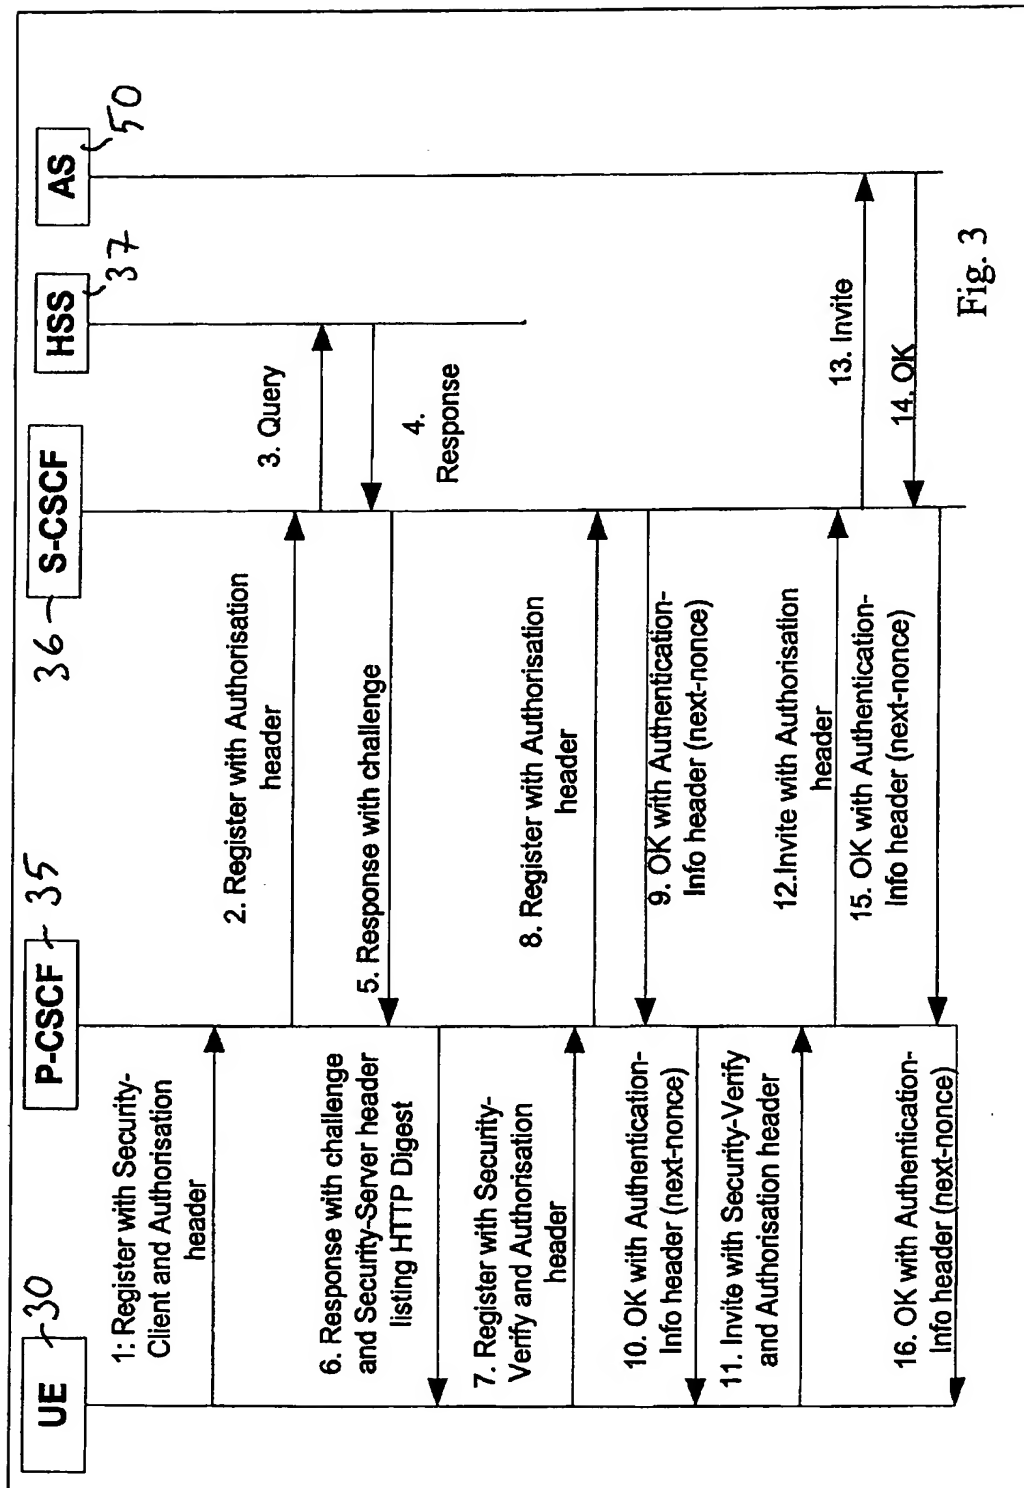 UE
30
P-CSCF
35
36
S-CSCF
HSS
37
AS
50
1: Register with Security-
Client and Authorisation
header
2. Register with Authorisation
header
3. Query
4.
Response
5. Response with challenge
6. Response with challenge
and Security-Server header
listing HTTP Digest
7. Register with Security-
Verify and Authorisation
header
8. Register with Authorisation
header
9. OK with Authentication-
Info header (next-nonce)
10. OK with Authentication-
Info header (next-nonce)
11. Invite with Security-Verify
and Authorisation header
12.Invite with Authorisation
header
13. Invite
14. OK
15. OK with Authentication-
Info header (next-nonce)
16. OK with Authentication-
Info header (next-nonce)
Fig. 3